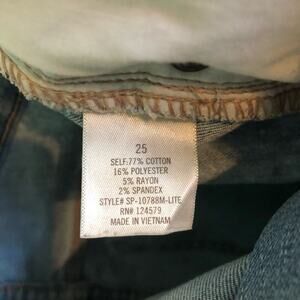 25
SELF:77% COTTON
16% POLYESTER
5% RAYON
2% SPANDEX
STYLE# SP-10788M-LITE
RN# 124579
MADE IN VIETNAM